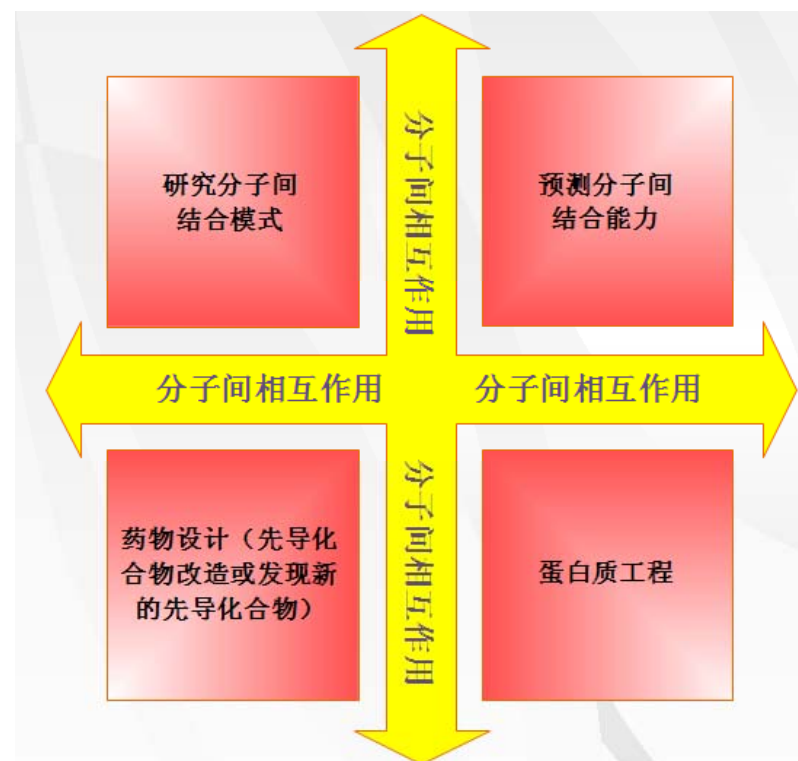 分子间相互作用
研究分子间
结合模式
预测分子间
结合能力
分子间相互作用
分子间相互作用
分子间相互作用
药物设计（先导化
合物改造或发现新
的先导化合物）
蛋白质工程